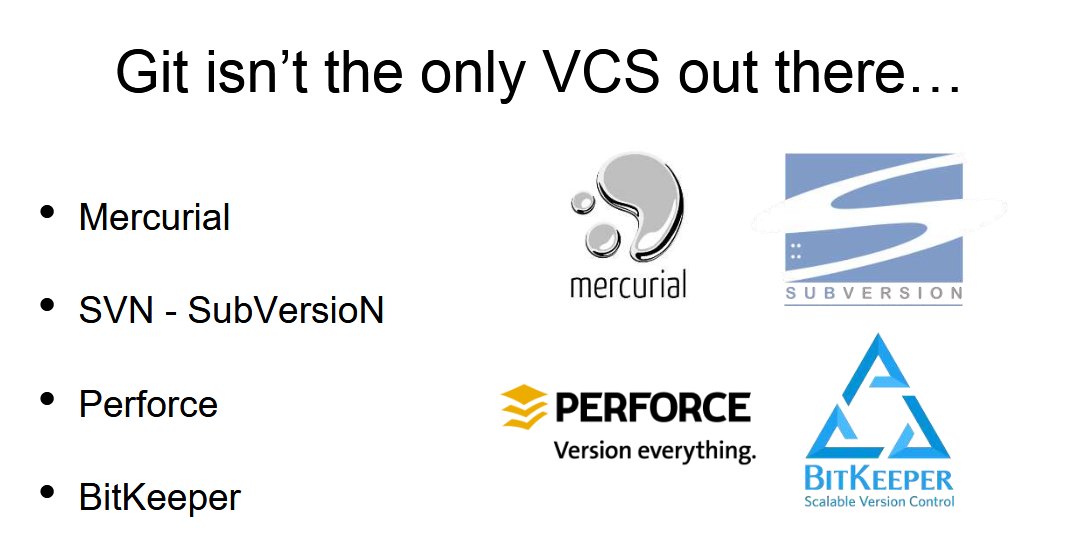 Git isn’t the only VCS out there…
• Mercurial
• SVN - SubVersioN
• Perforce
• BitKeeper
mercurial
SUBVERSION
PERFORCE
Version everything.
BITKEEPER
Scalable Version Control